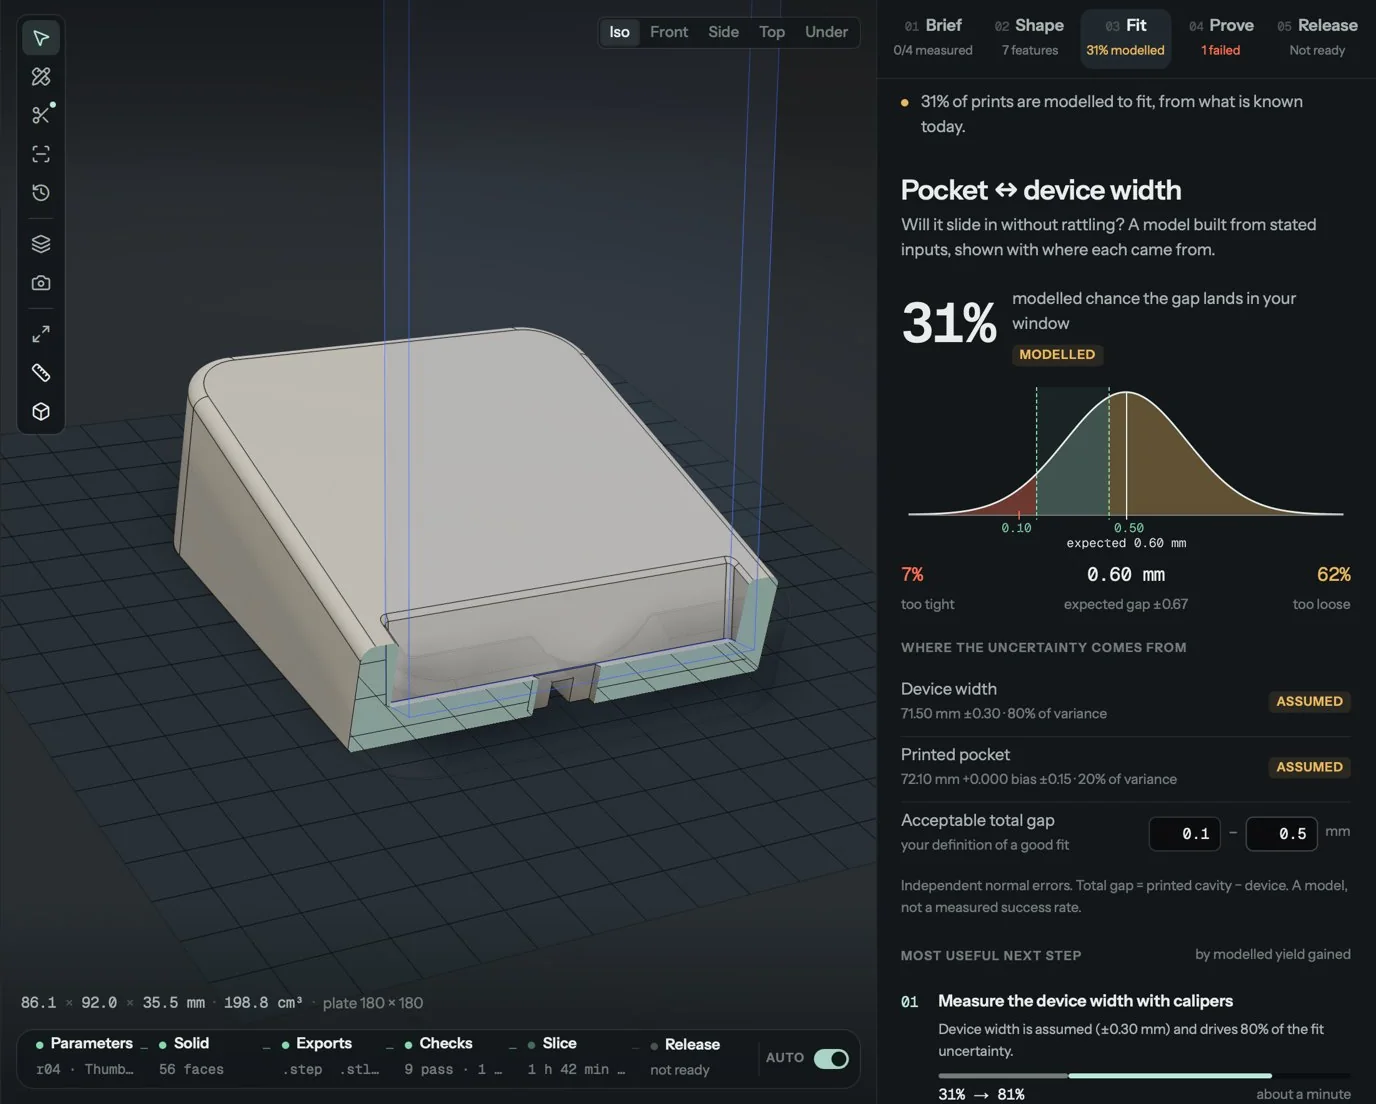 Iso Front Side Top Under
01 Brief
0/4 measured
02 Shape
7 features
03 Fit
31% modelled
04 Prove
1 failed
05 Release
Not ready
31% of prints are modelled to fit, from what is known
today.
Pocket ↔ device width
Will it slide in without rattling? A model built from stated
inputs, shown with where each came from.
31%
modelled chance the gap lands in your
window
MODELLED
0.10
0.50
expected 0.60 mm
7%
too tight
0.60 mm
expected gap ±0.67
62%
too loose
WHERE THE UNCERTAINTY COMES FROM
Device width
71.50 mm ±0.30 · 80% of variance
ASSUMED
Printed pocket
72.10 mm +0.000 bias ±0.15 · 20% of variance
ASSUMED
Acceptable total gap
your definition of a good fit
0.1 – 0.5 mm
Independent normal errors. Total gap = printed cavity − device. A model,
not a measured success rate.
MOST USEFUL NEXT STEP
by modelled yield gained
01 Measure the device width with calipers
Device width is assumed (±0.30 mm) and drives 80% of the fit
uncertainty.
31% → 81%
about a minute
86.1 × 92.0 × 35.5 mm · 198.8 cm³ · plate 180 × 180
Parameters
r04 · Thumb…
Solid
56 faces
Exports
.step .stl…
Checks
9 pass · 1 …
Slice
1 h 42 min …
Release
not ready
AUTO